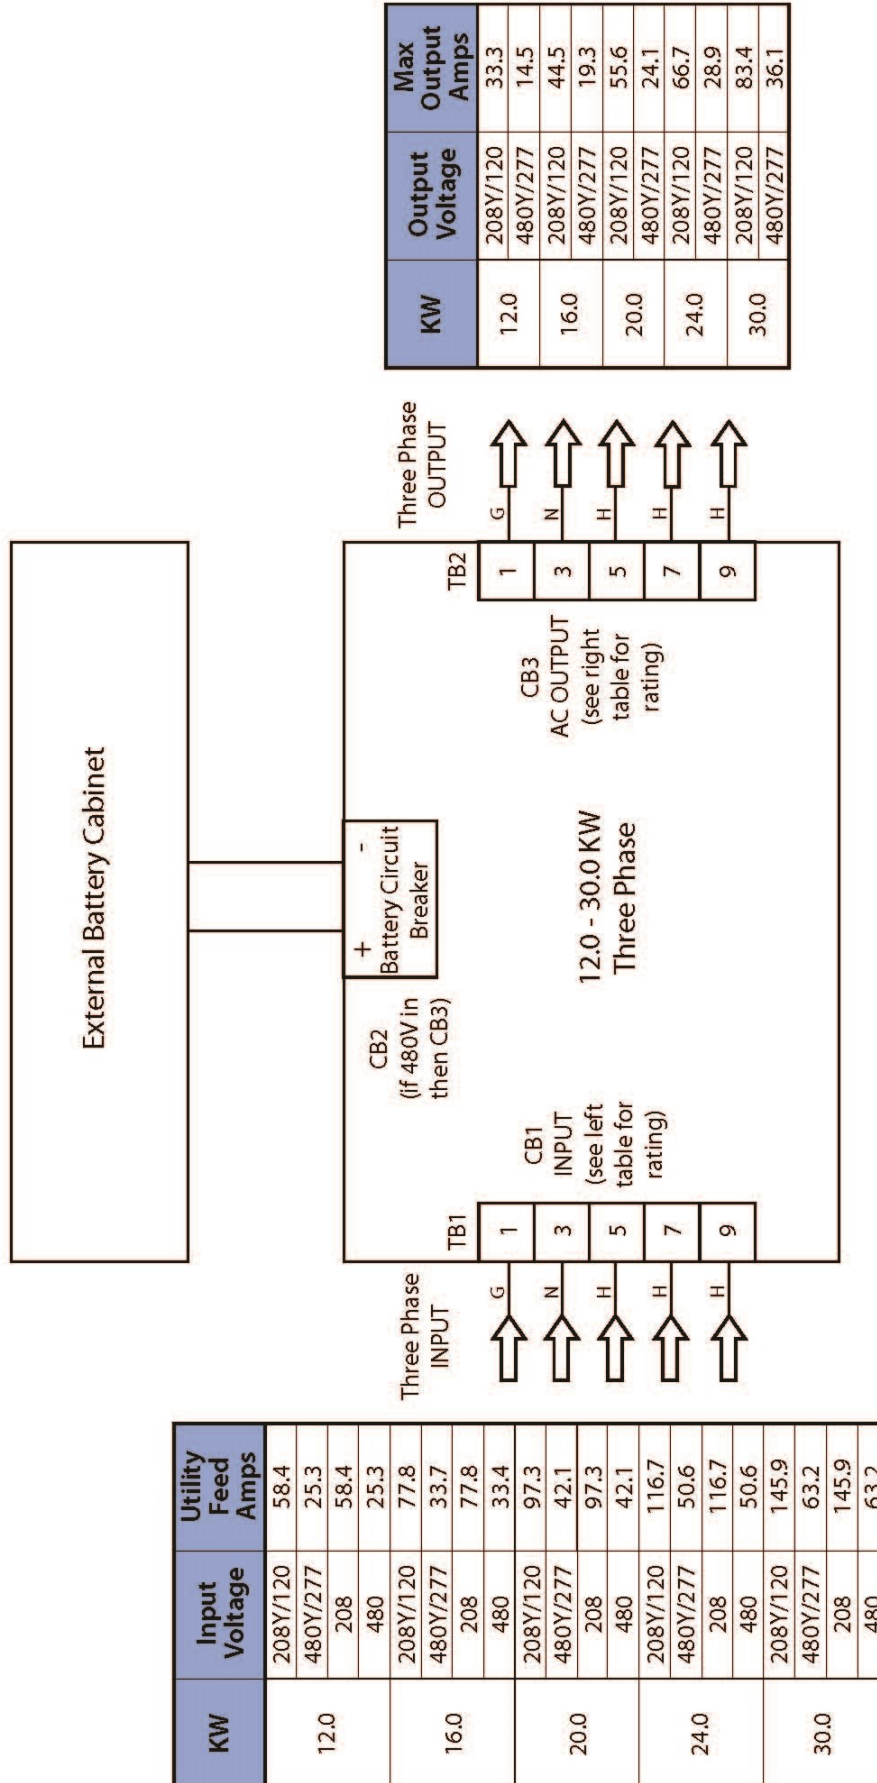 External Battery Cabinet
KW
Input
Voltage
Utility
Feed
Amps
12.0
208Y/120
58.4
480Y/277
25.3
208
58.4
480
25.3
16.0
208Y/120
77.8
480Y/277
33.7
208
77.8
480
33.4
20.0
208Y/120
97.3
480Y/277
42.1
208
97.3
480
42.1
24.0
208Y/120
116.7
480Y/277
50.6
208
116.7
480
50.6
30.0
208Y/120
145.9
480Y/277
63.2
208
145.9
480
63.2
Three Phase
INPUT
G
N
H
H
H
TB1
1
3
5
7
9
CB1
INPUT
(see left
table for
rating)
CB2
(if 480V in
then CB3)
+ -
Battery Circuit
Breaker
12.0 - 30.0 KW
Three Phase
CB3
AC OUTPUT
(see right
table for
rating)
TB2
1
3
5
7
9
Three Phase
OUTPUT
G
N
H
H
H
KW
Output
Voltage
Max
Output
Amps
12.0
208Y/120
33.3
480Y/277
14.5
16.0
208Y/120
44.5
480Y/277
19.3
20.0
208Y/120
55.6
480Y/277
24.1
24.0
208Y/120
66.7
480Y/277
28.9
30.0
208Y/120
83.4
480Y/277
36.1